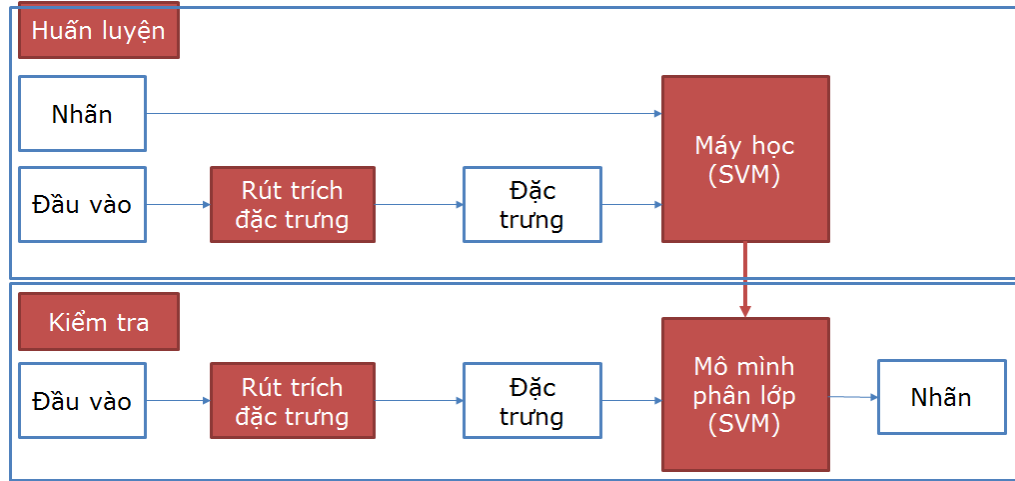 Huấn luyện
Nhãn
Máy học
(SVM)
Đầu vào
Rút trích
đặc trưng
Đặc
trưng
Kiểm tra
Đầu vào
Rút trích
đặc trưng
Đặc
trưng
Mô mình
phân lớp
(SVM)
Nhãn